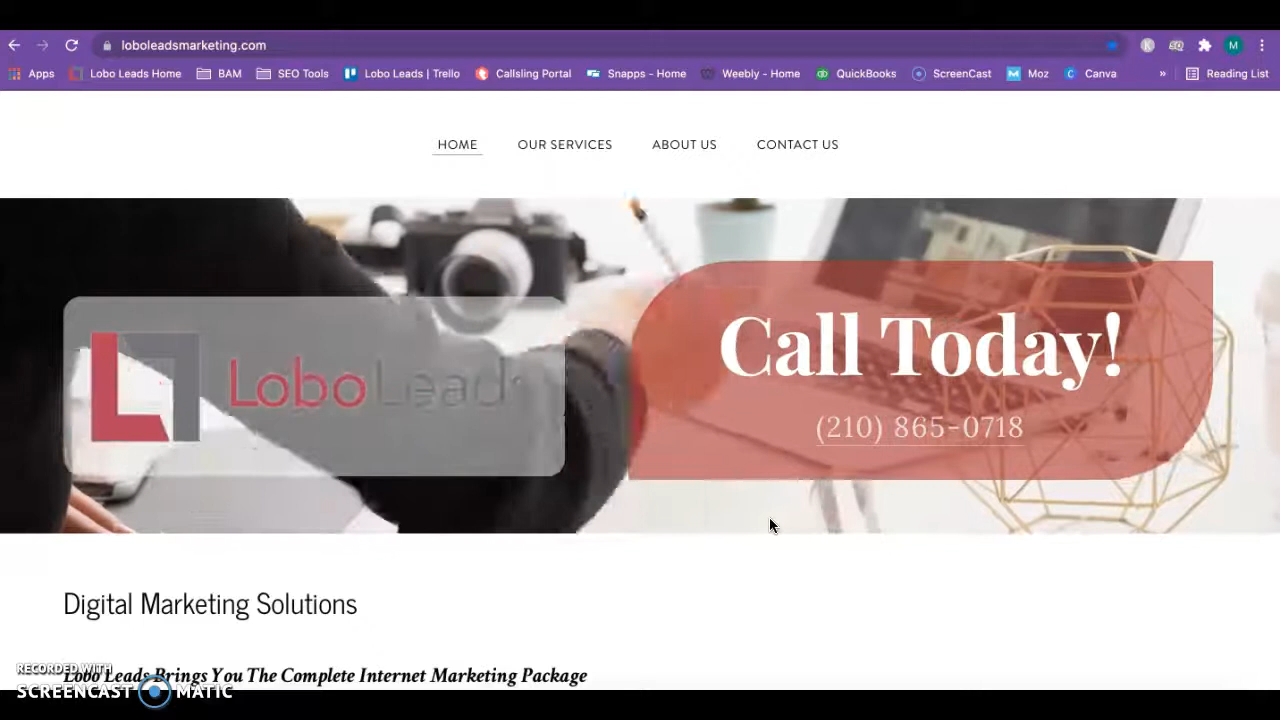 loboleadsmarketing.com
M
Apps Lobo Leads Home BAM SEO Tools Lobo Leads | Trello Callsling Portal Snapps - Home Weebly - Home QuickBooks ScreenCast Moz Canva » Reading List
HOME OUR SERVICES ABOUT US CONTACT US
Lobo Leads
Call Today!
(210) 865-0718
Digital Marketing Solutions
Lobo Leads Brings You The Complete Internet Marketing Package
RECORDED WITH
SCREENCAST MATIC